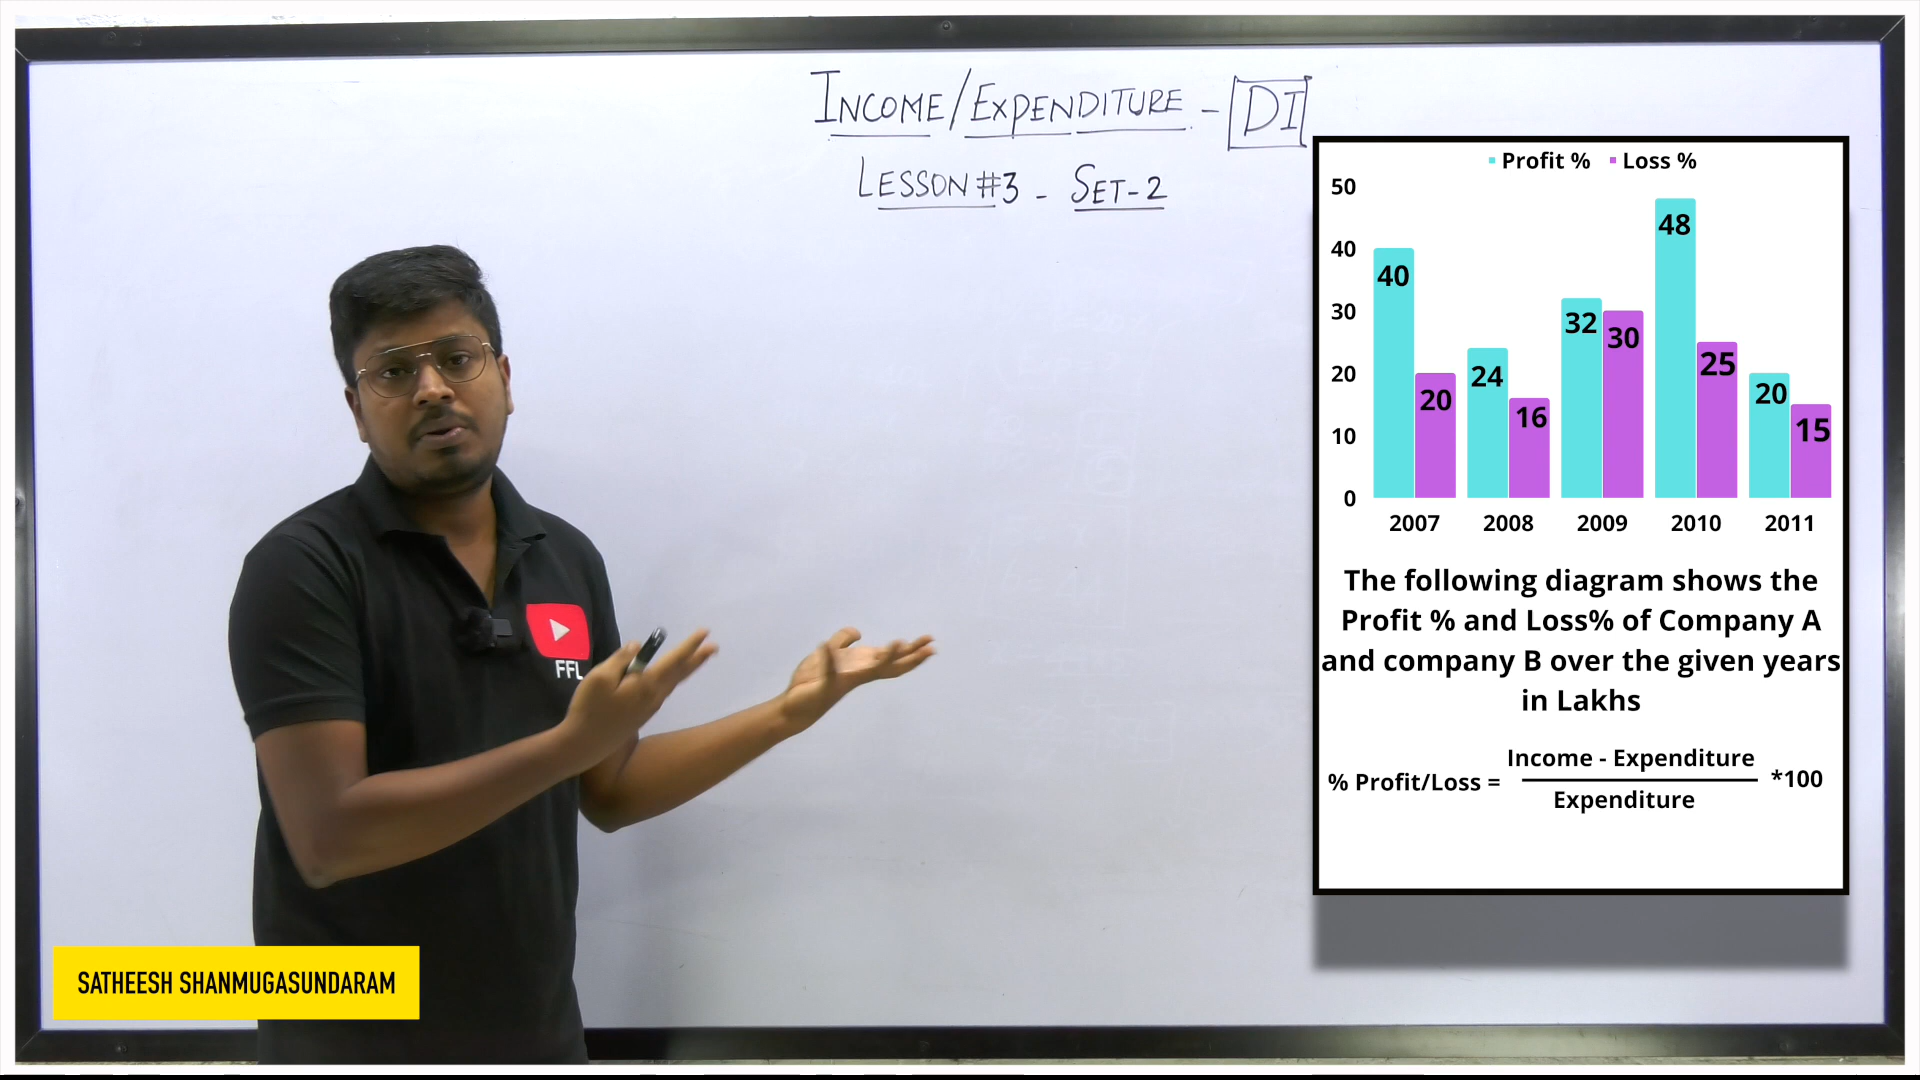 INCOME/EXPENDITURE - DI
LESSON #3 - SET-2
Profit % Loss %
50
40
30
20
10
0
40
20
24
16
32
30
48
25
20
15
2007 2008 2009 2010 2011
The following diagram shows the
Profit % and Loss% of Company A
and company B over the given years
in Lakhs
% Profit/Loss = Income - Expenditure
Expenditure
*100
FFL
SATHEESH SHANMUGASUNDARAM